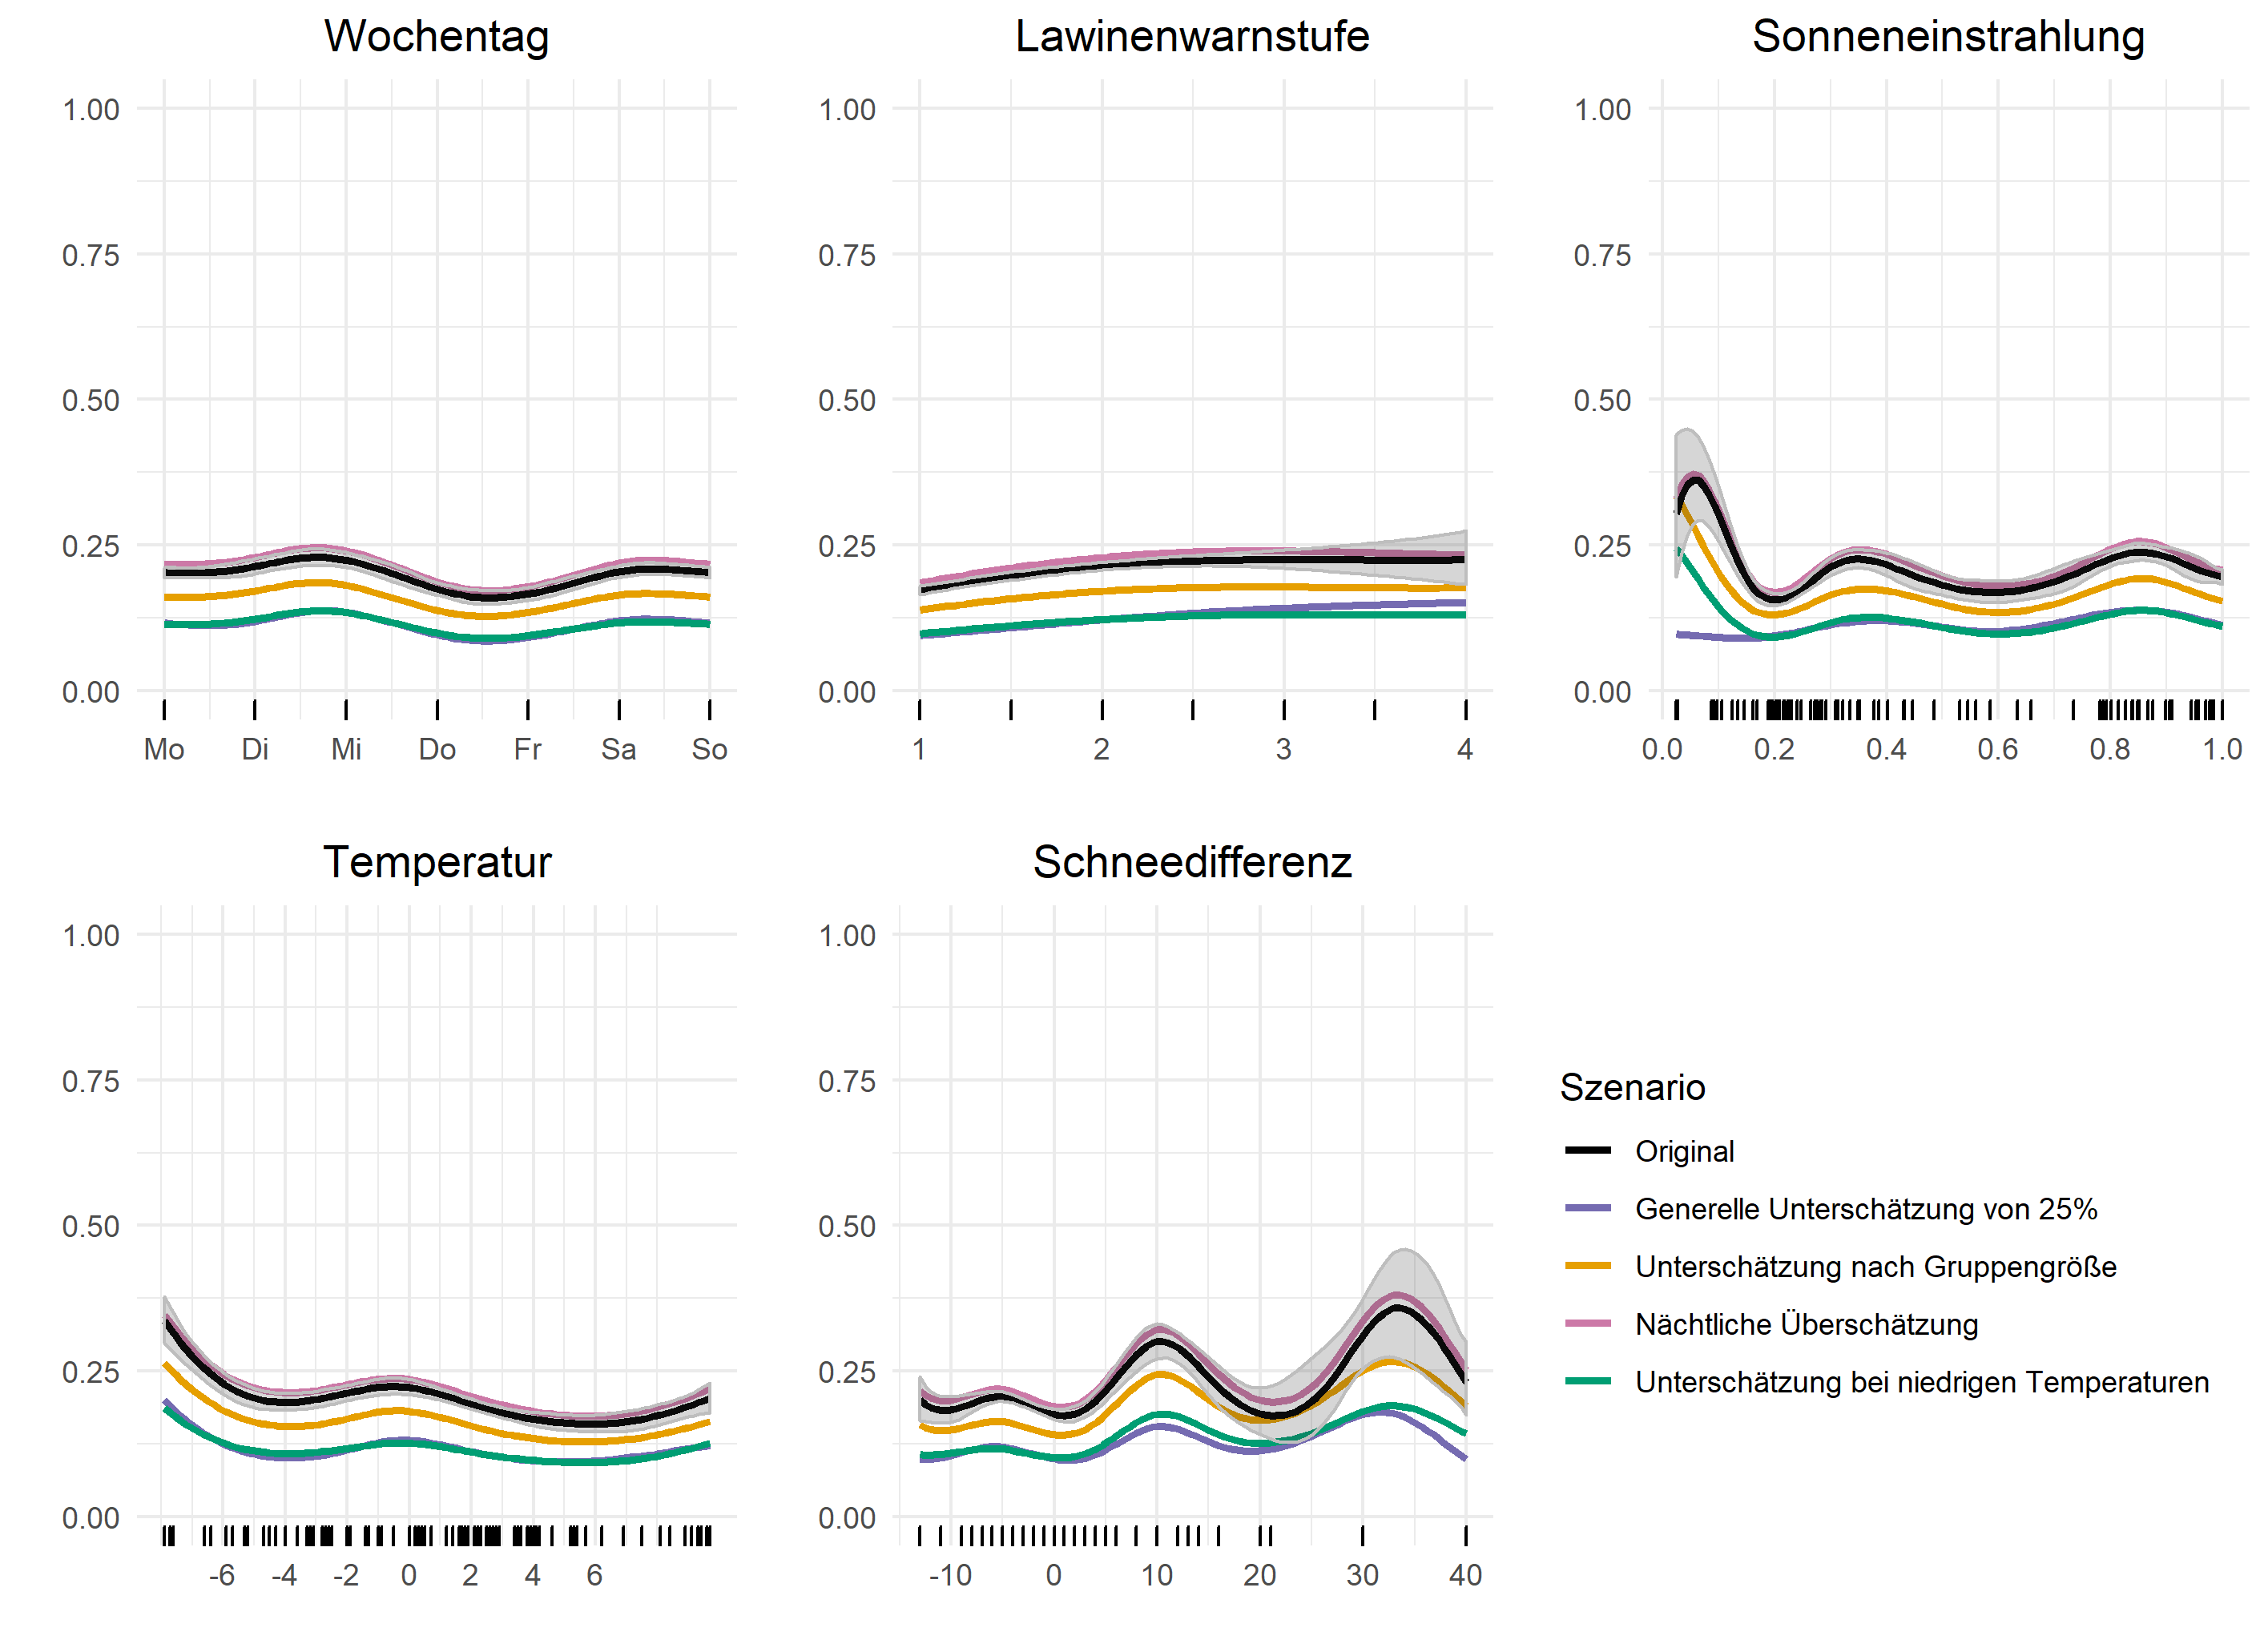 Wochentag
Lawinenwarnstufe
Sonneneinstrahlung
1.00
0.75
0.50
0.25
0.00
Mo Di Mi Do Fr Sa So
1.00
0.75
0.50
0.25
0.00
1 2 3 4
1.00
0.75
0.50
0.25
0.00
0.0 0.2 0.4 0.6 0.8 1.0
Temperatur
Schneedifferenz
1.00
0.75
0.50
0.25
0.00
-6 -4 -2 0 2 4 6
1.00
0.75
0.50
0.25
0.00
-10 0 10 20 30 40
Szenario
Original
Generelle Unterschätzung von 25%
Unterschätzung nach Gruppengröße
Nächtliche Überschätzung
Unterschätzung bei niedrigen Temperaturen